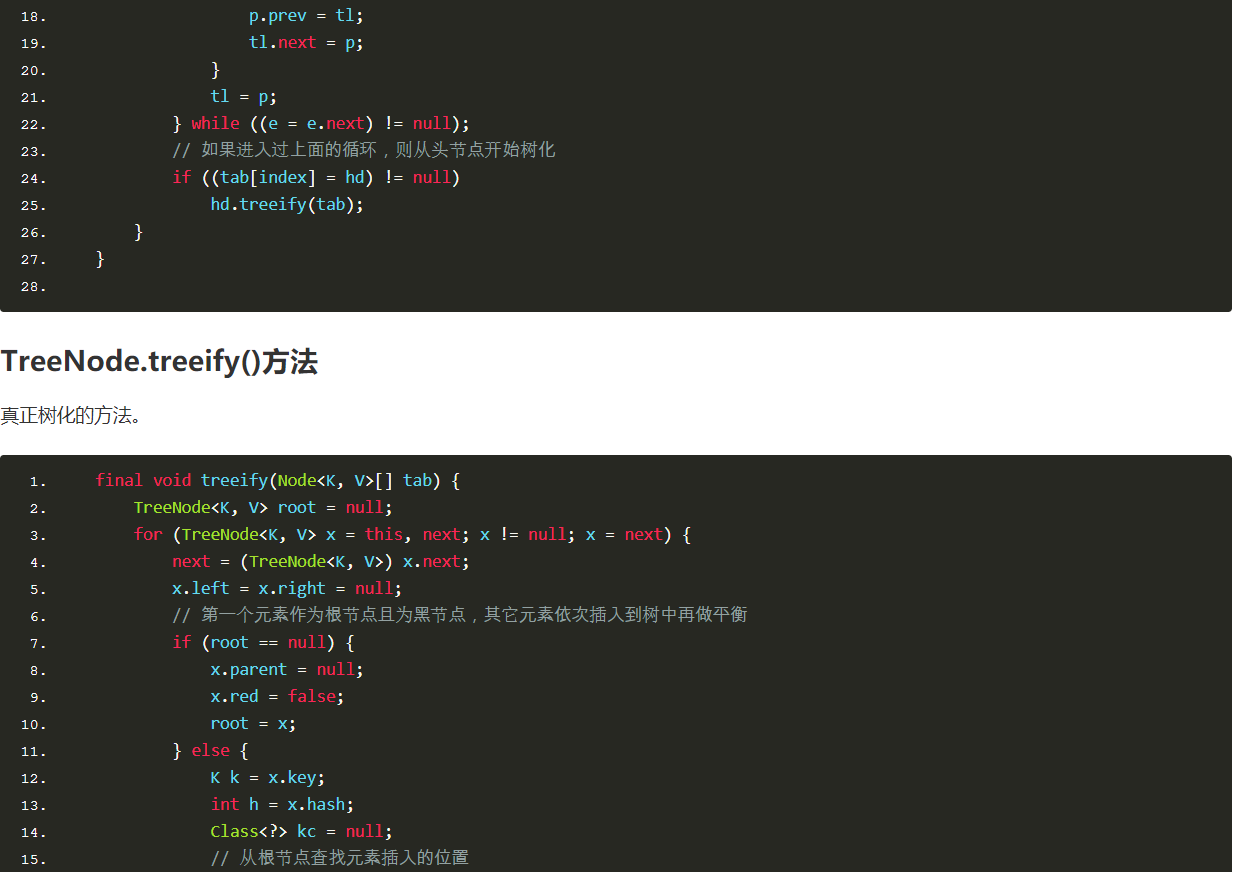 18.                     p.prev = tl;
19.                     tl.next = p;
20.                 }
21.                 tl = p;
22.             } while ((e = e.next) != null);
23.             // 如果进入过上面的循环，则从头节点开始树化
24.             if ((tab[index] = hd) != null)
25.                 hd.treeify(tab);
26.         }
27.     }
28.
TreeNode.treeify()方法
真正树化的方法。
1.     final void treeify(Node<K, V>[] tab) {
2.         TreeNode<K, V> root = null;
3.         for (TreeNode<K, V> x = this, next; x != null; x = next) {
4.             next = (TreeNode<K, V>) x.next;
5.             x.left = x.right = null;
6.             // 第一个元素作为根节点且为黑节点，其它元素依次插入到树中再做平衡
7.             if (root == null) {
8.                 x.parent = null;
9.                 x.red = false;
10.                 root = x;
11.             } else {
12.                 K k = x.key;
13.                 int h = x.hash;
14.                 Class<?> kc = null;
15.                 // 从根节点查找元素插入的位置